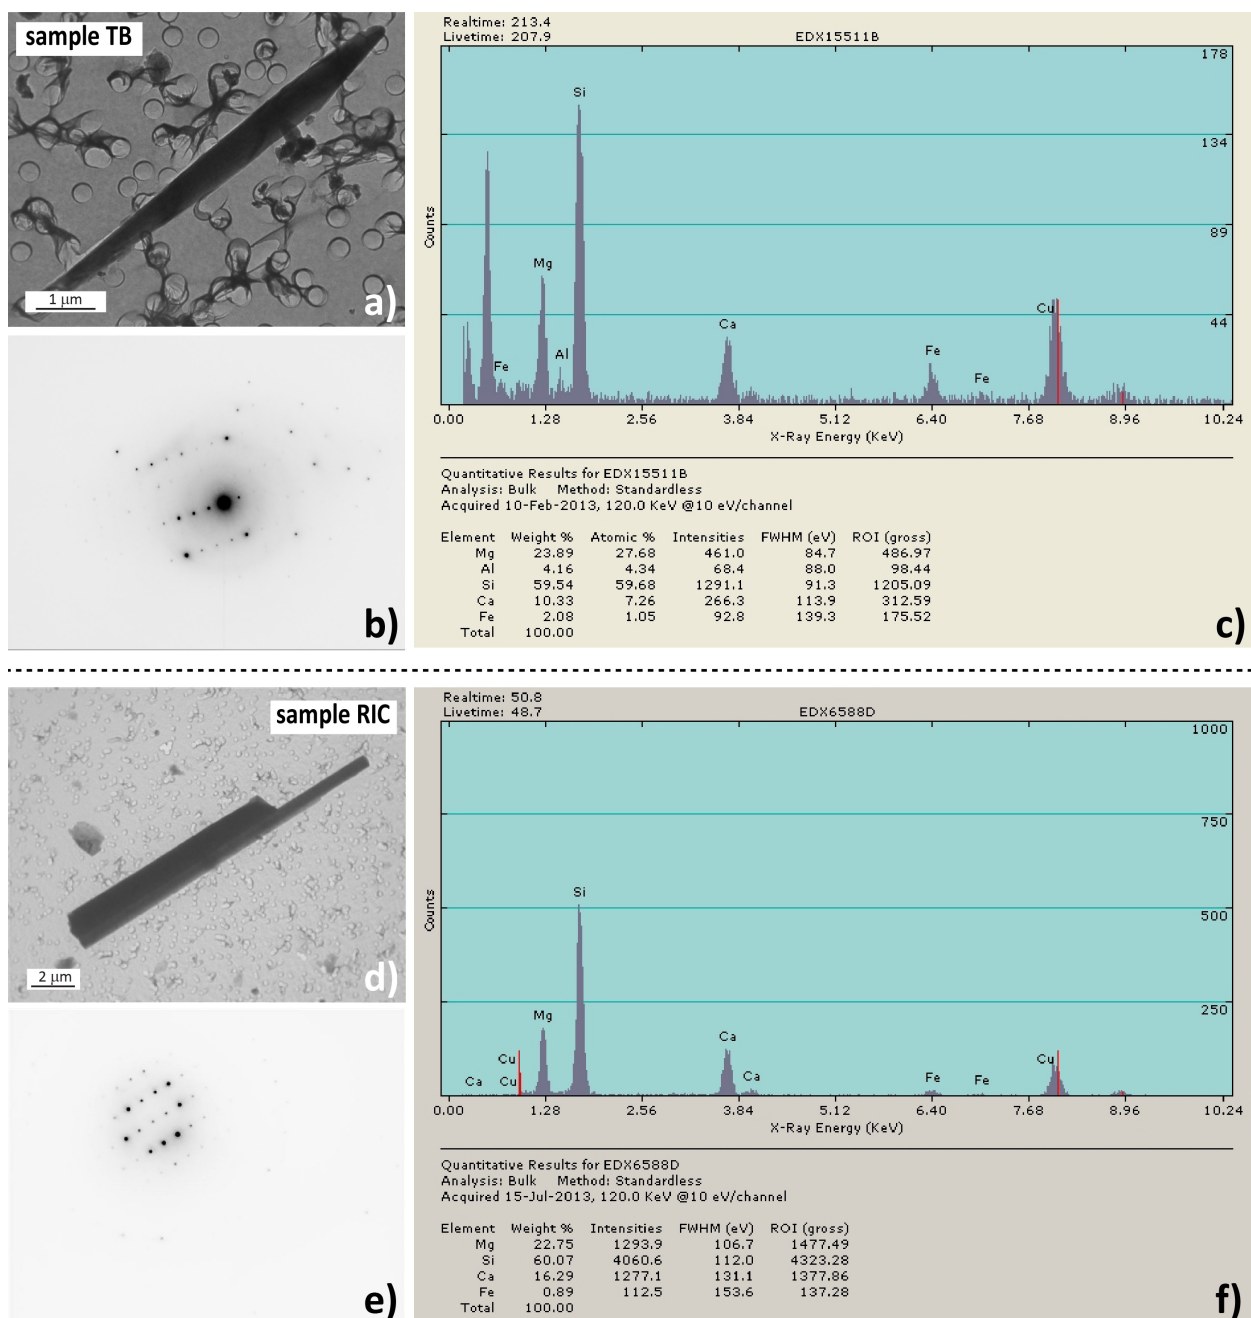 sample TB
1 µm
a)
b)
Realtime: 213.4
Livetime: 207.9 EDX15511B
178
134
89
44
Counts
Si
Mg
Al
Fe
Ca
Fe
Fe
Cu
0.00 1.28 2.56 3.84 5.12 6.40 7.68 8.96 10.24
X-Ray Energy (KeV)
Quantitative Results for EDX15511B
Analysis: Bulk Method: Standardless
Acquired 10-Feb-2013, 120.0 KeV @10 eV/channel
Element Weight % Atomic % Intensities FWHM (eV) ROI (gross)
Mg 23.89 27.68 461.0 84.7 486.97
Al 4.16 4.34 68.4 88.0 98.44
Si 59.54 59.68 1291.1 91.3 1205.09
Ca 10.33 7.26 266.3 113.9 312.59
Fe 2.08 1.05 92.8 139.3 175.52
Total 100.00
c)
sample RIC
2 µm
d)
e)
Realtime: 50.8
Livetime: 48.7 EDX6588D
1000
750
500
250
Counts
Si
Mg
Cu
Ca Cu
Ca
Ca
Fe
Fe
Cu
0.00 1.28 2.56 3.84 5.12 6.40 7.68 8.96 10.24
X-Ray Energy (KeV)
Quantitative Results for EDX6588D
Analysis: Bulk Method: Standardless
Acquired 15-Jul-2013, 120.0 KeV @10 eV/channel
Element Weight % Intensities FWHM (eV) ROI (gross)
Mg 22.75 1293.9 106.7 1477.49
Si 60.07 4060.6 112.0 4323.28
Ca 16.29 1277.1 131.1 1377.86
Fe 0.89 112.5 153.6 137.28
Total 100.00
f)